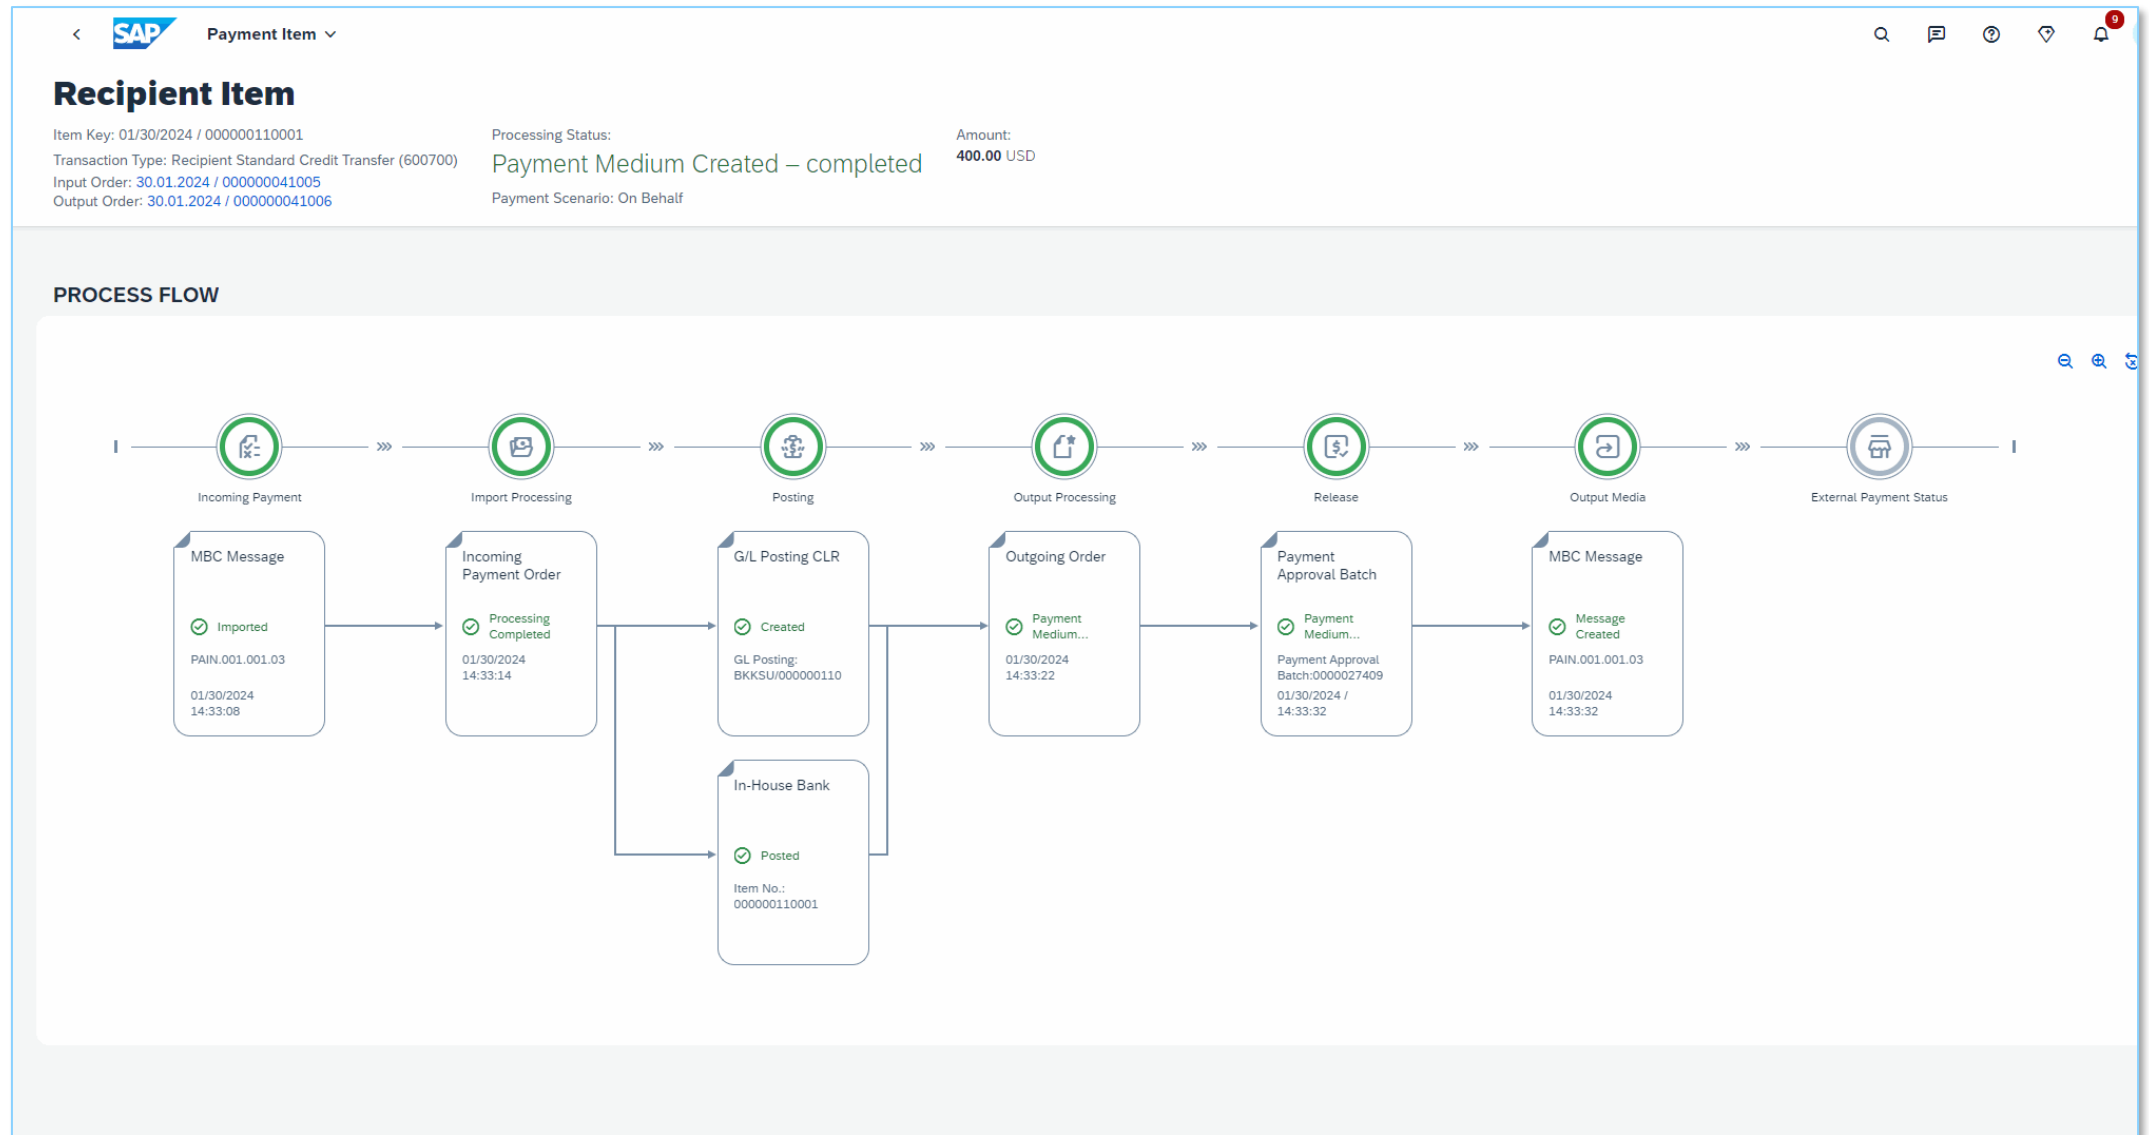 SAP
Payment Item
9
Recipient Item
Item Key: 01/30/2024 / 000000110001
Transaction Type: Recipient Standard Credit Transfer (600700)
Input Order: 30.01.2024 / 000000041005
Output Order: 30.01.2024 / 000000041006
Processing Status:
Payment Medium Created – completed
Payment Scenario: On Behalf
Amount:
400.00 USD
PROCESS FLOW
Incoming Payment
Import Processing
Posting
Output Processing
Release
Output Media
External Payment Status
MBC Message
Imported
PAIN.001.001.03
01/30/2024
14:33:08
Incoming
Payment Order
Processing
Completed
01/30/2024
14:33:14
G/L Posting CLR
Created
GL Posting:
BKKSU/000000110
In-House Bank
Posted
Item No.:
000000110001
Outgoing Order
Payment
Medium...
01/30/2024
14:33:22
Payment
Approval Batch
Payment
Medium...
Payment Approval
Batch:0000027409
01/30/2024 /
14:33:32
MBC Message
Message
Created
PAIN.001.001.03
01/30/2024
14:33:32